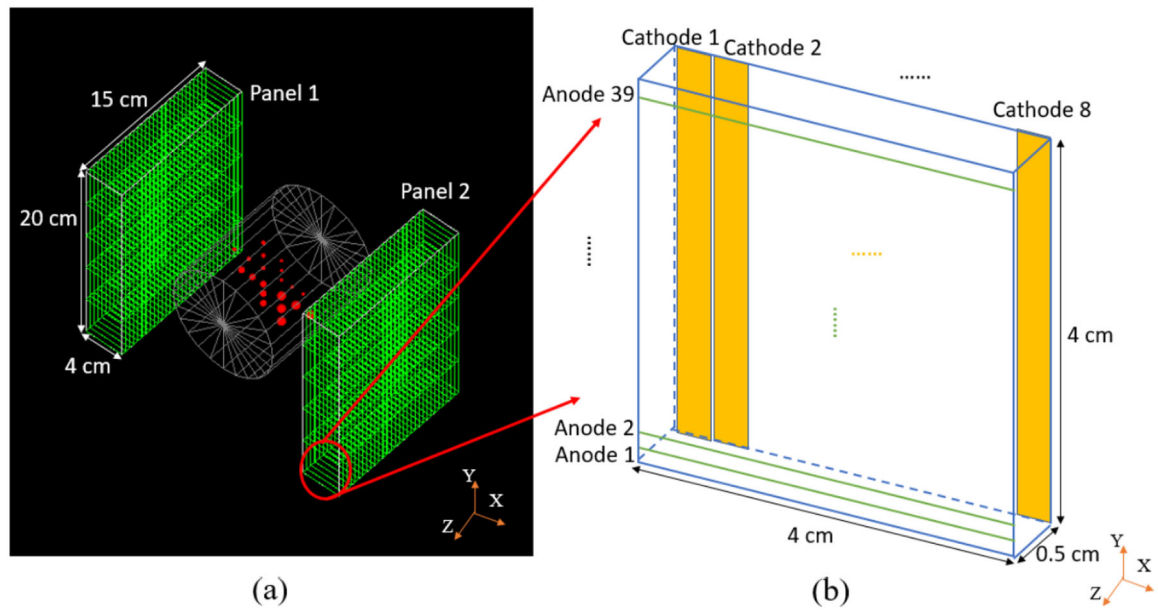 15 cm
Panel 1
20 cm
Panel 2
4 cm
Y
X
Z
(a)
Cathode 1
Cathode 2
......
Anode 39
Cathode 8
......
......
......
4 cm
Anode 2
Anode 1
4 cm
0.5 cm
Y
X
Z
(b)